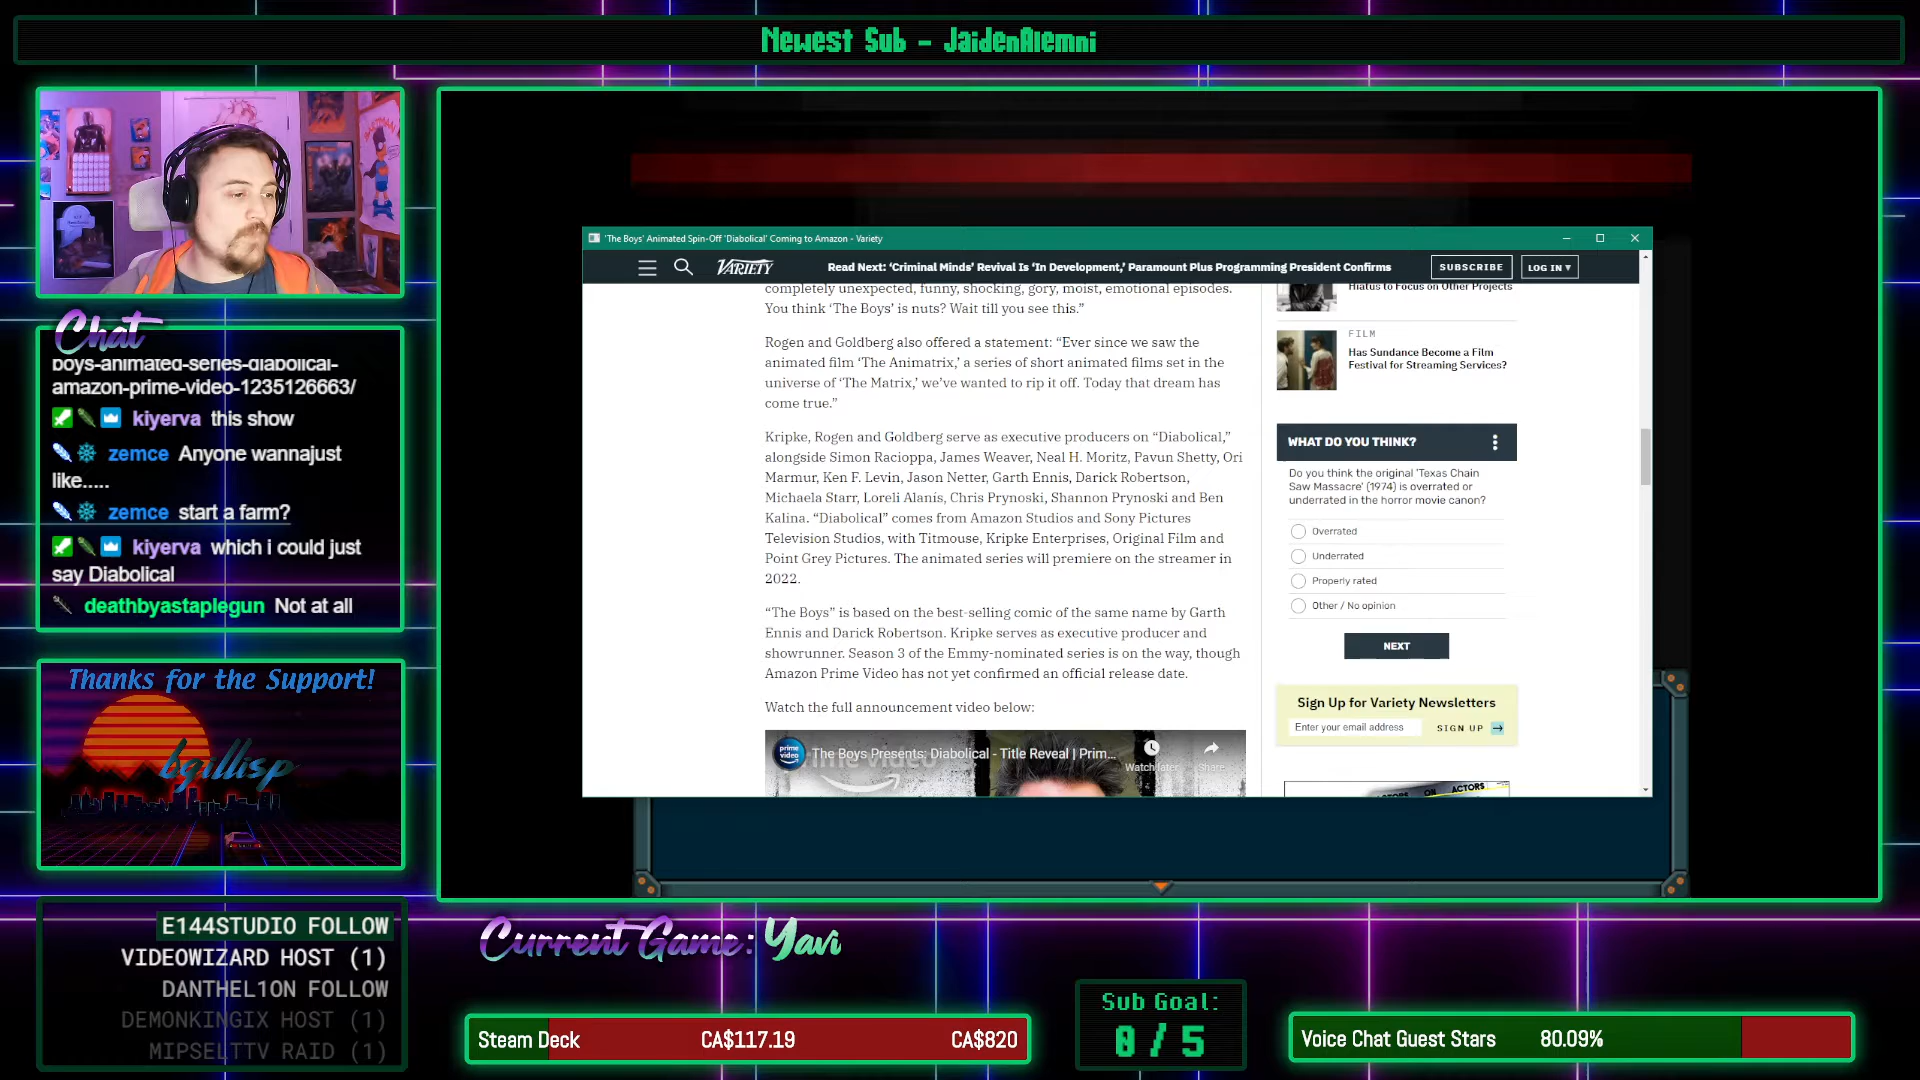 Newest Sub - JaidenAlemni
Chat
boys-animated-series-diabolical-
amazon-prime-video-1235126663/
kiyerva this show
zemce Anyone wannajust
like.....
zemce start a farm?
kiyerva which i could just
say Diabolical
deathbyastaplegun Not at all
Thanks for the Support!
bgillisp
E144STUDIO FOLLOW
VIDEOWIZARD HOST (1)
DANTHEL1ON FOLLOW
DEMONKINGIX HOST (1)
MIPSELTTV RAID (1)
'The Boys' Animated Spin-Off 'Diabolical' Coming to Amazon - Variety
VARIETY
Read Next: ‘Criminal Minds’ Revival Is ‘In Development,’ Paramount Plus Programming President Confirms
SUBSCRIBE
LOG IN ▾
completely unexpected, funny, shocking, gory, moist, emotional episodes.
You think ‘The Boys’ is nuts? Wait till you see this.”
Rogen and Goldberg also offered a statement: “Ever since we saw the
animated film ‘The Animatrix,’ a series of short animated films set in the
universe of ‘The Matrix,’ we’ve wanted to rip it off. Today that dream has
come true.”
Kripke, Rogen and Goldberg serve as executive producers on “Diabolical,”
alongside Simon Racioppa, James Weaver, Neal H. Moritz, Pavun Shetty, Ori
Marmur, Ken F. Levin, Jason Netter, Garth Ennis, Darick Robertson,
Michaela Starr, Loreli Alanís, Chris Prynoski, Shannon Prynoski and Ben
Kalina. “Diabolical” comes from Amazon Studios and Sony Pictures
Television Studios, with Titmouse, Kripke Enterprises, Original Film and
Point Grey Pictures. The animated series will premiere on the streamer in
2022.
“The Boys” is based on the best-selling comic of the same name by Garth
Ennis and Darick Robertson. Kripke serves as executive producer and
showrunner. Season 3 of the Emmy-nominated series is on the way, though
Amazon Prime Video has not yet confirmed an official release date.
Watch the full announcement video below:
prime video
The Boys Presents: Diabolical - Title Reveal | Prim...
Watch later
Share
Hiatus to Focus on Other Projects
FILM
Has Sundance Become a Film
Festival for Streaming Services?
WHAT DO YOU THINK?
Do you think the original 'Texas Chain
Saw Massacre' (1974) is overrated or
underrated in the horror movie canon?
Overrated
Underrated
Properly rated
Other / No opinion
NEXT
Sign Up for Variety Newsletters
Enter your email address
SIGN UP
ACTORS ON ACTORS
Current Game: Yavi
Steam Deck
CA$117.19
CA$820
Sub Goal:
0 / 5
Voice Chat Guest Stars
80.09%